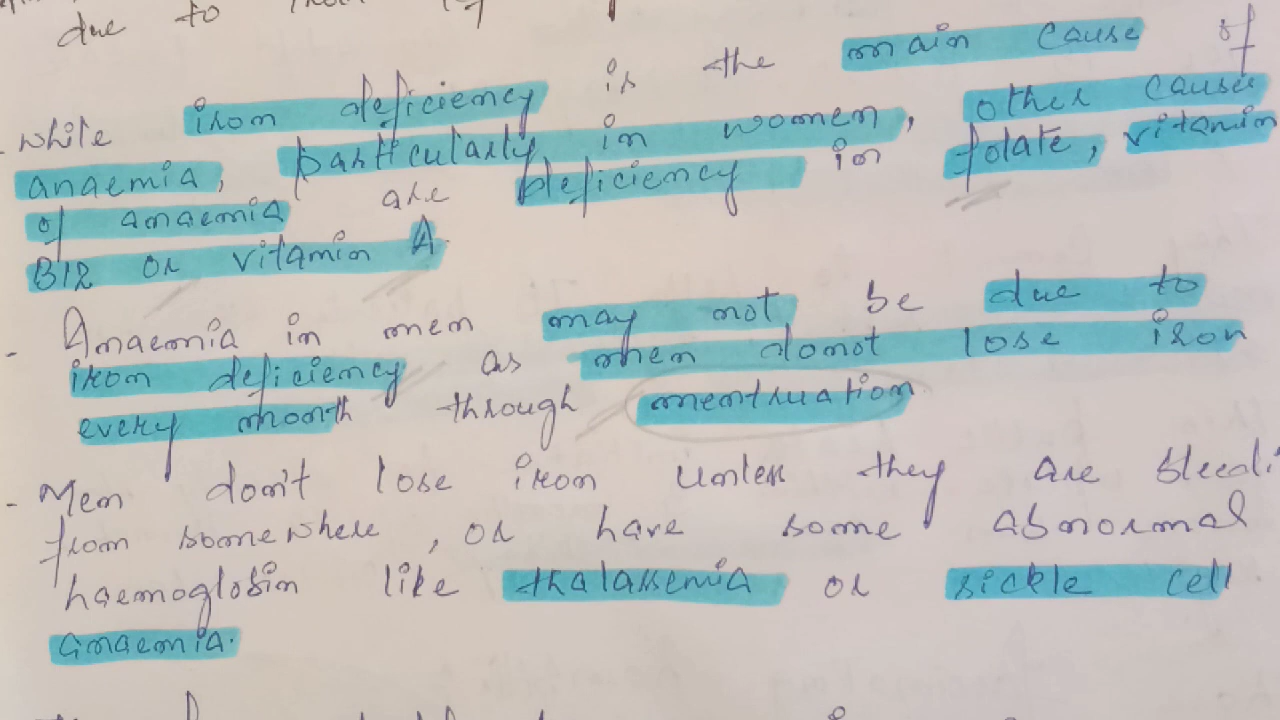 due to
- While iron deficiency is the main cause of
anaemia, particularly in women, other causes
of anaemia are deficiency in folate, vitamin
B12 or vitamin A.
- Anaemia in men may not be due to
iron deficiency as men donot lose iron
every month through mentruation
- Men don't lose iron unless they are bleedi
from somewhere, or have some abnormal
haemoglobin like thalassemia or sickle cell
anaemia.